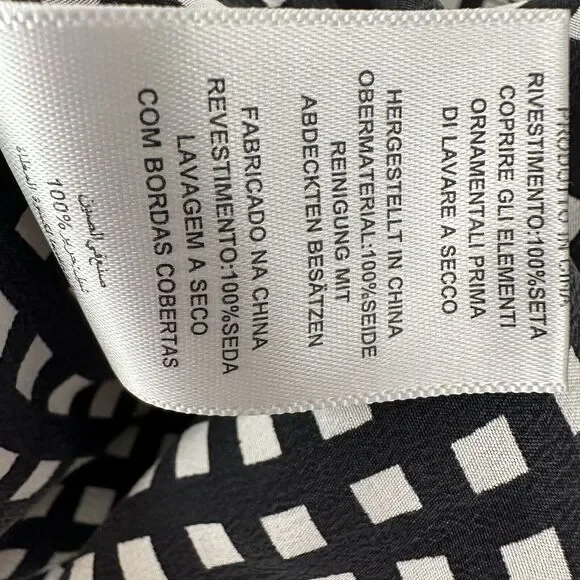 RIVESTIMENTO:100%SETA
COPRIRE GLI ELEMENTI
ORNAMENTALI PRIMA
DI LAVARE A SECCO
HERGESTELLT IN CHINA
OBERMATERIAL:100%SEIDE
REINIGUNG MIT
ABDECKTEN BESÄTZEN
FABRICADO NA CHINA
REVESTIMENTO:100%SEDA
LAVAGEM A SECO
COM BORDAS COBERTAS
صنع في الصين
100%